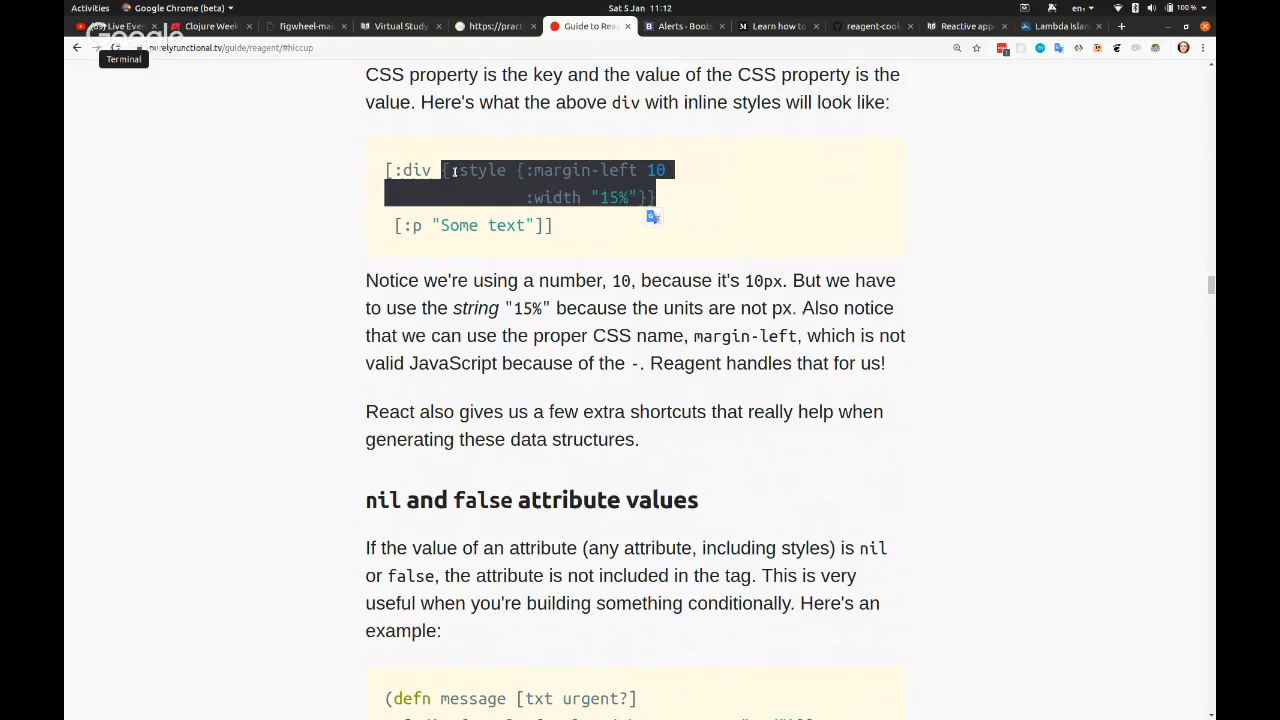 Activities Google Chrome (beta) Sat 5 Jan 11:12 en 100 %
Live Even Clojure Week figwheel-mai Virtual Study https://practi Guide to Rea Alerts · Boots Learn how to reagent-cook Reactive app Lambda Islan
Google
purelyfunctional.tv/guide/reagent/#hiccup
Terminal
CSS property is the key and the value of the CSS property is the
value. Here's what the above div with inline styles will look like:
[:div {:style {:margin-left 10
:width "15%"}}
[:p "Some text"]]
Notice we're using a number, 10, because it's 10px. But we have
to use the string "15%" because the units are not px. Also notice
that we can use the proper CSS name, margin-left, which is not
valid JavaScript because of the -. Reagent handles that for us!
React also gives us a few extra shortcuts that really help when
generating these data structures.
nil and false attribute values
If the value of an attribute (any attribute, including styles) is nil
or false, the attribute is not included in the tag. This is very
useful when you're building something conditionally. Here's an
example:
(defn message [txt urgent?]